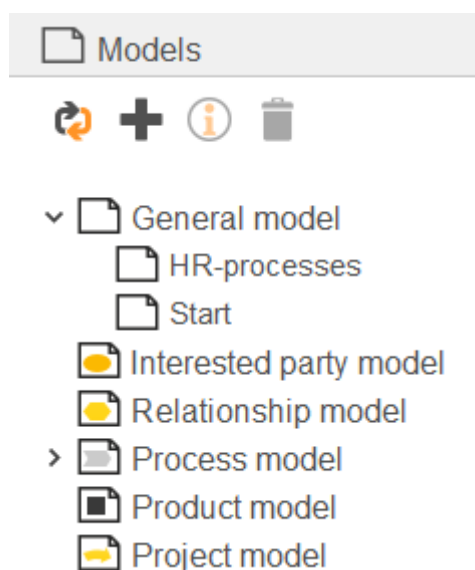 Models
General model
HR-processes
Start
Interested party model
Relationship model
Process model
Product model
Project model